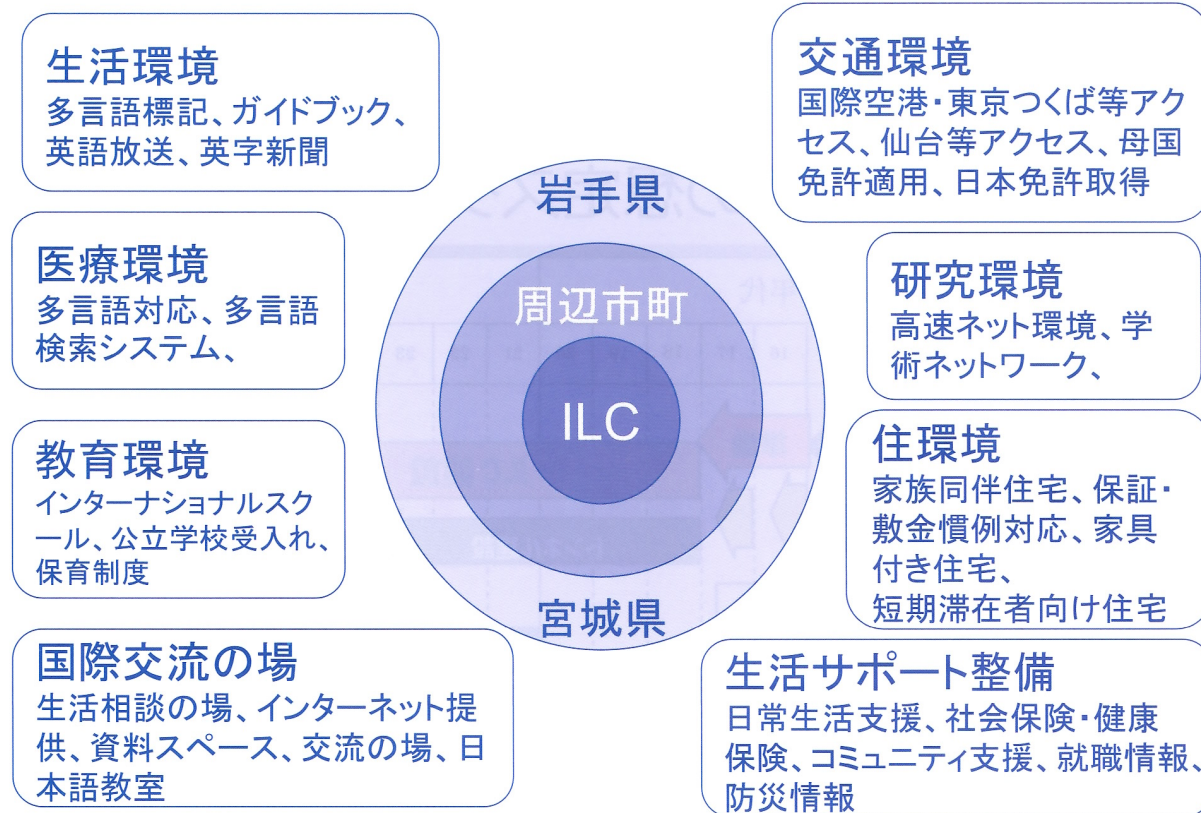 生活環境
多言語標記、ガイドブック、
英語放送、英字新聞
交通環境
国際空港・東京つくば等アク
セス、仙台等アクセス、母国
免許適用、日本免許取得
医療環境
多言語対応、多言語
検索システム、
研究環境
高速ネット環境、学
術ネットワーク、
教育環境
インターナショナルスク
ール、公立学校受入れ、
保育制度
住環境
家族同伴住宅、保証・
敷金慣例対応、家具
付き住宅、
短期滞在者向け住宅
国際交流の場
生活相談の場、インターネット提
供、資料スペース、交流の場、日
本語教室
生活サポート整備
日常生活支援、社会保険・健康
保険、コミュニティ支援、就職情報、
防災情報
岩手県
周辺市町
ILC
宮城県